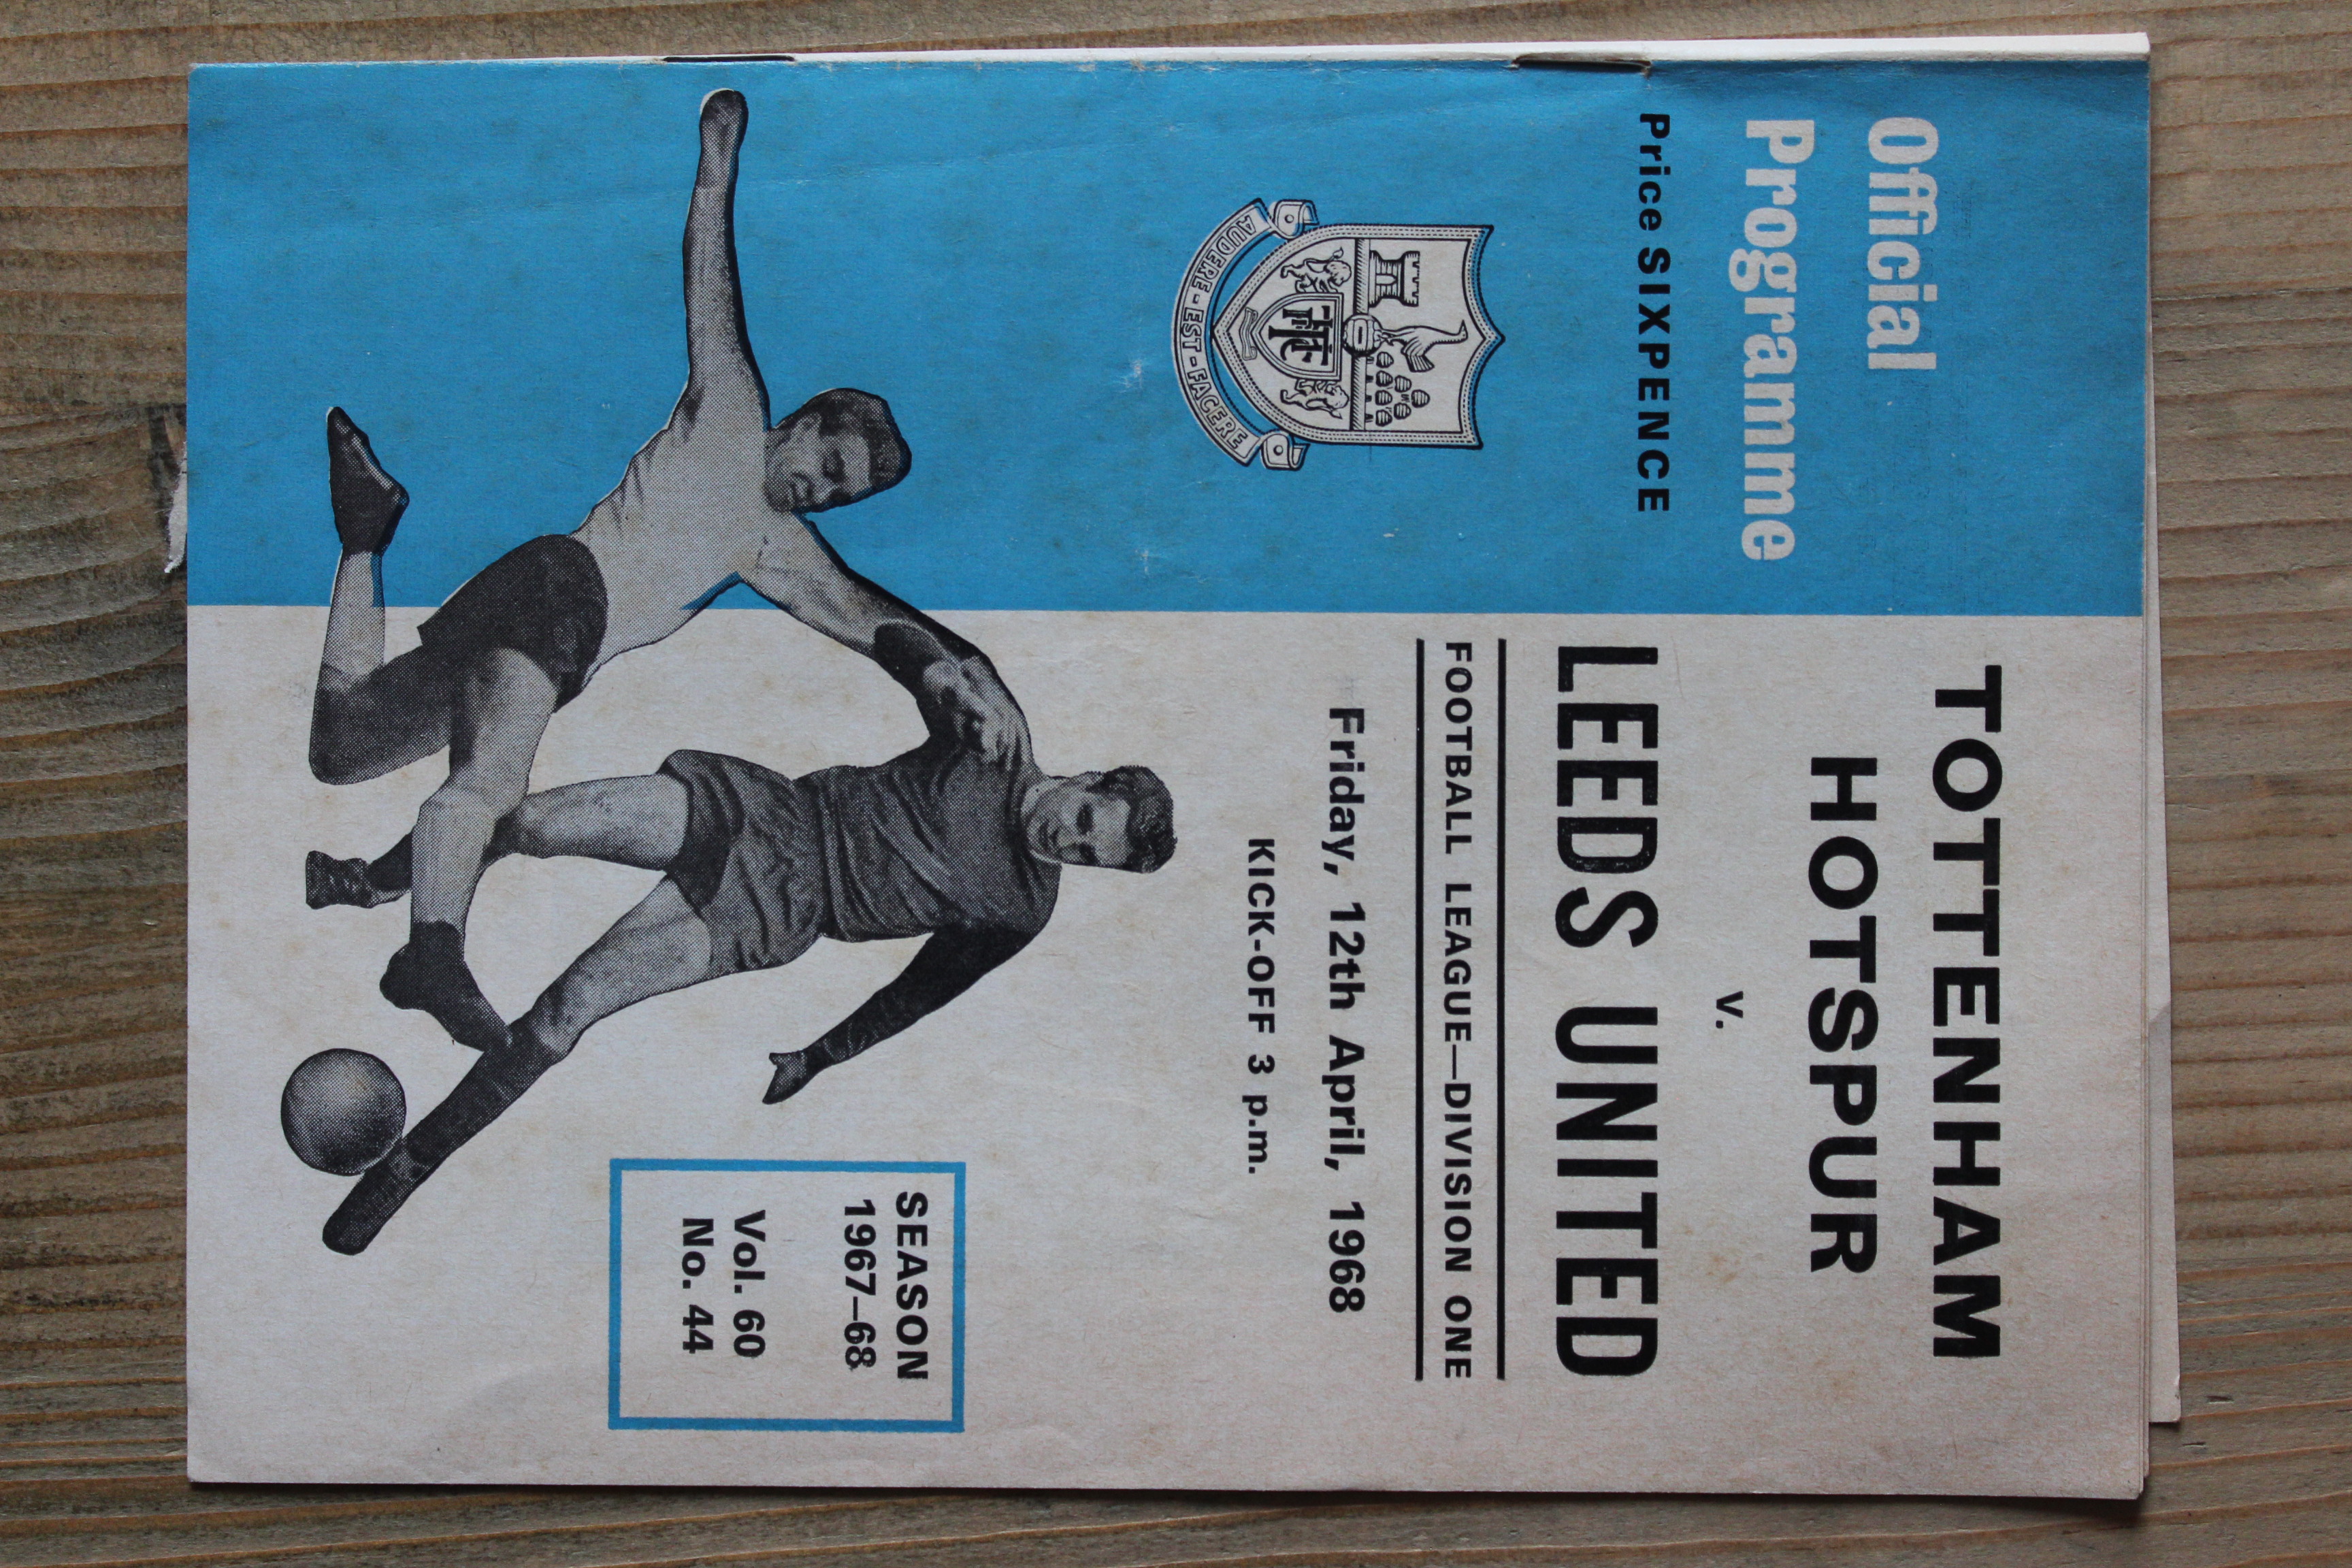 Official
Programme
Price SIXPENCE
AUDERE - EST - FACERE
TOTTENHAM
HOTSPUR
v.
LEEDS UNITED
FOOTBALL LEAGUE—DIVISION ONE
Friday, 12th April, 1968
KICK-OFF 3 p.m.
SEASON
1967—68
Vol. 60
No. 44